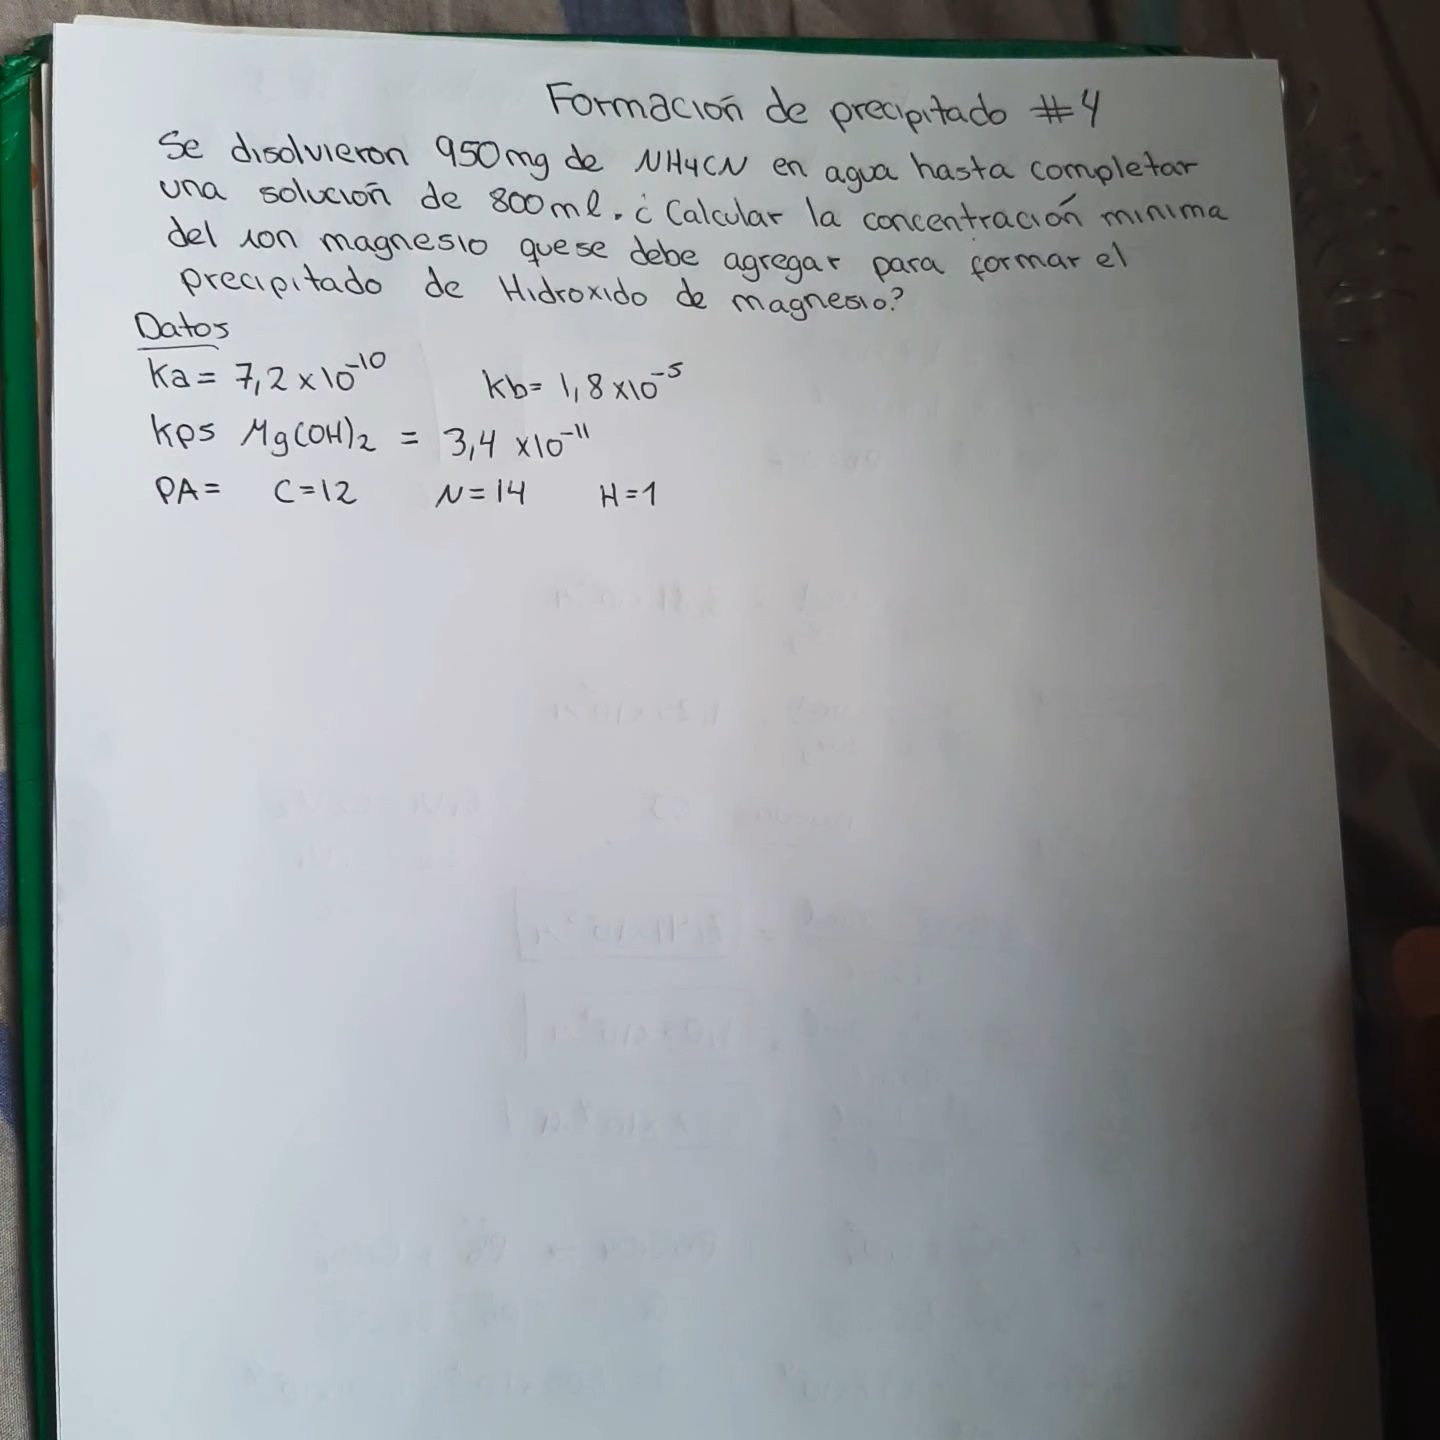 Formación de precipitado #4
Se disolvieron 950mg de NH4CN en agua hasta completar
una solución de 800ml. ¿Calcular la concentración minima
del ion magnesio que se debe agregar para formar el
precipitado de Hidroxido de magnesio?
Datos
Ka = 7,2 x 10⁻¹⁰ kb= 1,8 x10⁻⁵
kps Mg(OH)₂ = 3,4 x10⁻¹¹
PA= C=12 N=14 H=1